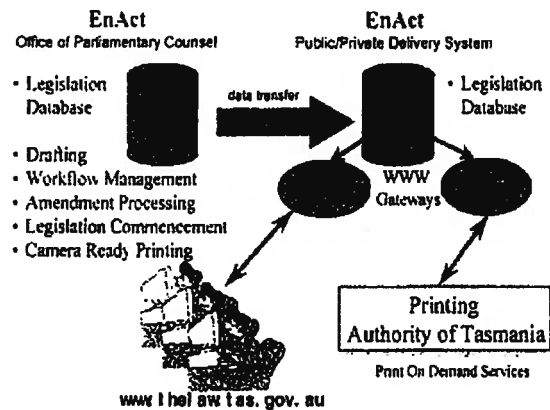 EnAct
Office of Parliamentary Counsel
• Legislation
Database
• Drafting
• Workflow Management
• Amendment Processing
• Legislation Commencement
• Camera Ready Printing
data transfer
EnAct
Public/Private Delivery System
• Legislation
Database
WWW
Gateways
Printing
Authority of Tasmania
Print On Demand Services
www.thelaw.tas.gov.au